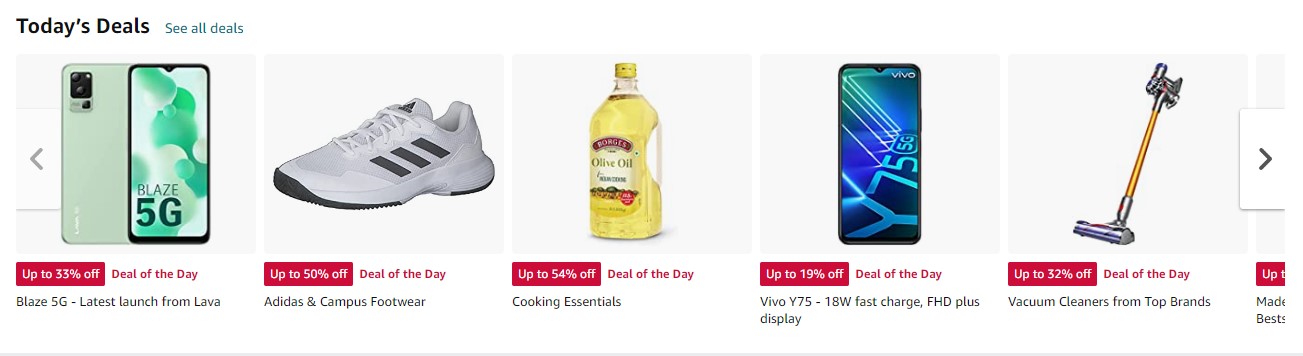 Today's Deals See all deals
BLAZE
5G
LAVA
BORGES
Olive Oil
for
INDIAN COOKING
vivo
Y75 5G
Up to 33% off Deal of the Day
Up to 50% off Deal of the Day
Up to 54% off Deal of the Day
Up to 19% off Deal of the Day
Up to 32% off Deal of the Day
Up t
Blaze 5G - Latest launch from Lava
Adidas & Campus Footwear
Cooking Essentials
Vivo Y75 - 18W fast charge, FHD plus
display
Vacuum Cleaners from Top Brands
Made
Bests